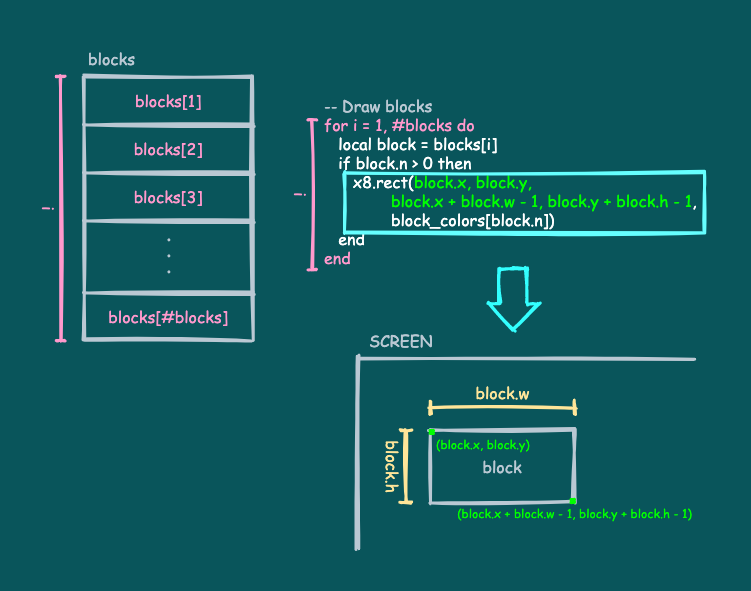 blocks
blocks[1]
blocks[2]
blocks[3]
blocks[#blocks]
i
-- Draw blocks
for i = 1, #blocks do
local block = blocks[i]
if block.n > 0 then
x8.rect(block.x, block.y,
block.x + block.w - 1, block.y + block.h - 1,
block_colors[block.n])
end
end
i
SCREEN
block.w
block.h
(block.x, block.y)
block
(block.x + block.w - 1, block.y + block.h - 1)